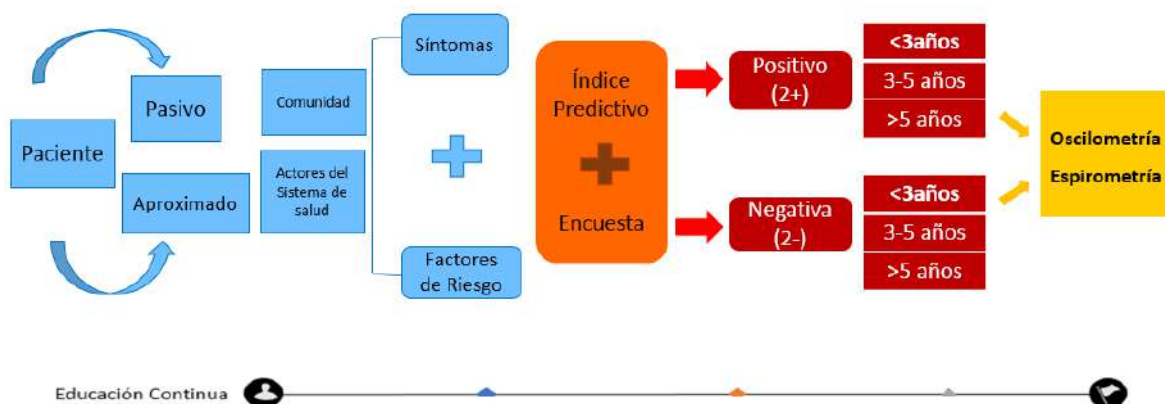 Paciente
Pasivo
Aproximado
Comunidad
Actores del
Sistema de
salud
Síntomas
Factores
de Riesgo
Índice
Predictivo
Encuesta
Positivo
(2+)
<3años
3-5 años
>5 años
Negativa
(2-)
<3años
3-5 años
>5 años
Oscilometría
Espirometría
Educación Continua